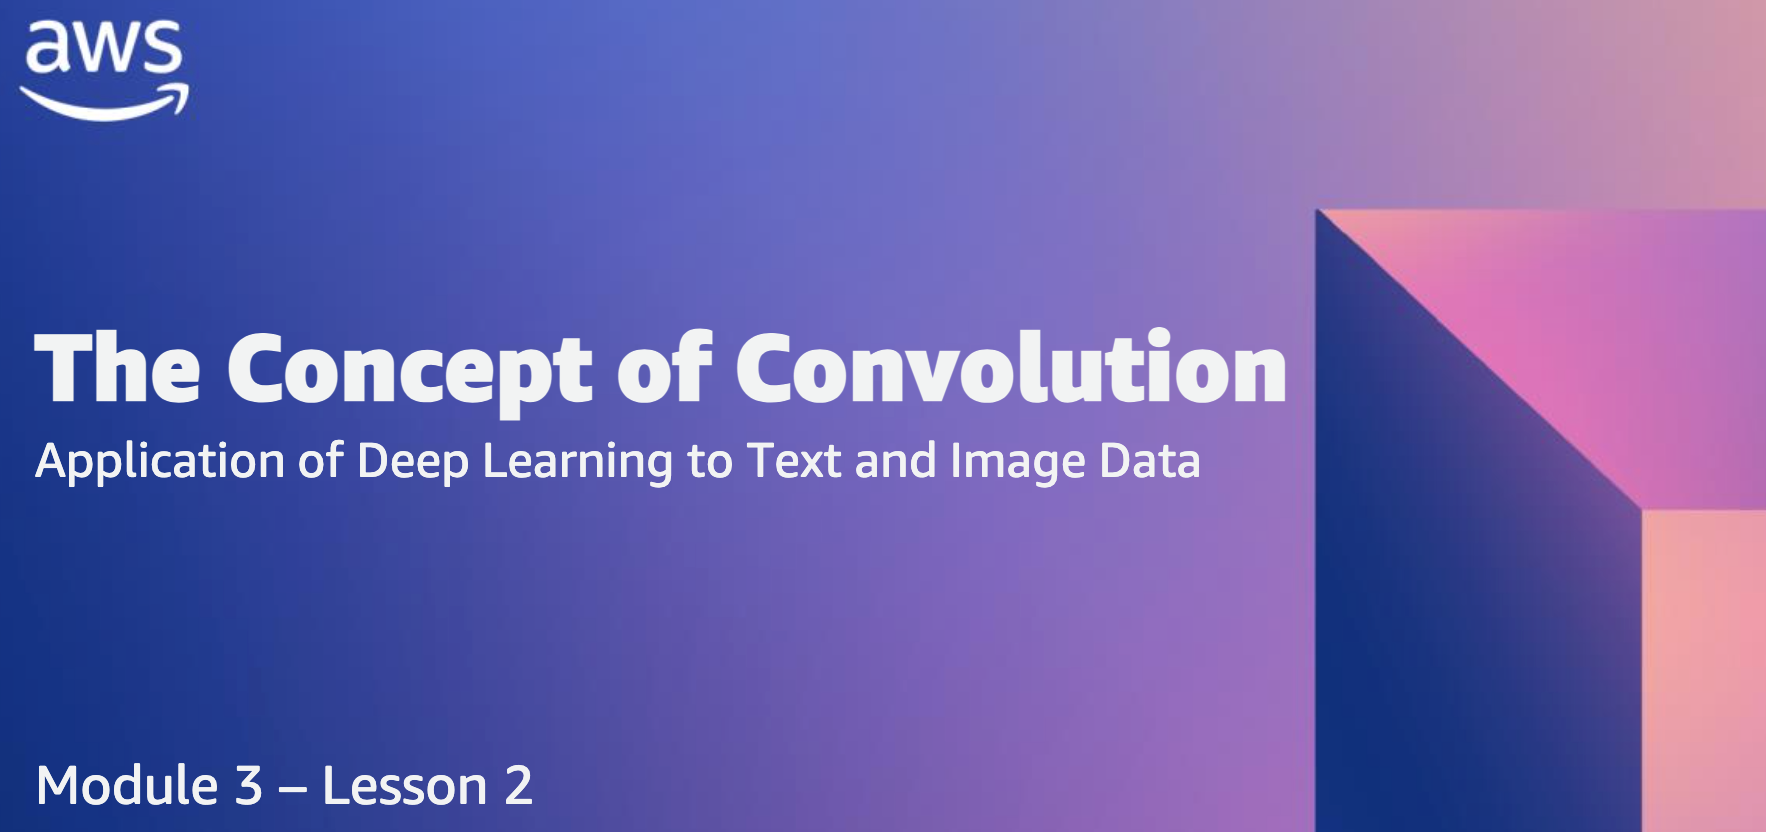 aws
The Concept of Convolution
Application of Deep Learning to Text and Image Data
Module 3 – Lesson 2